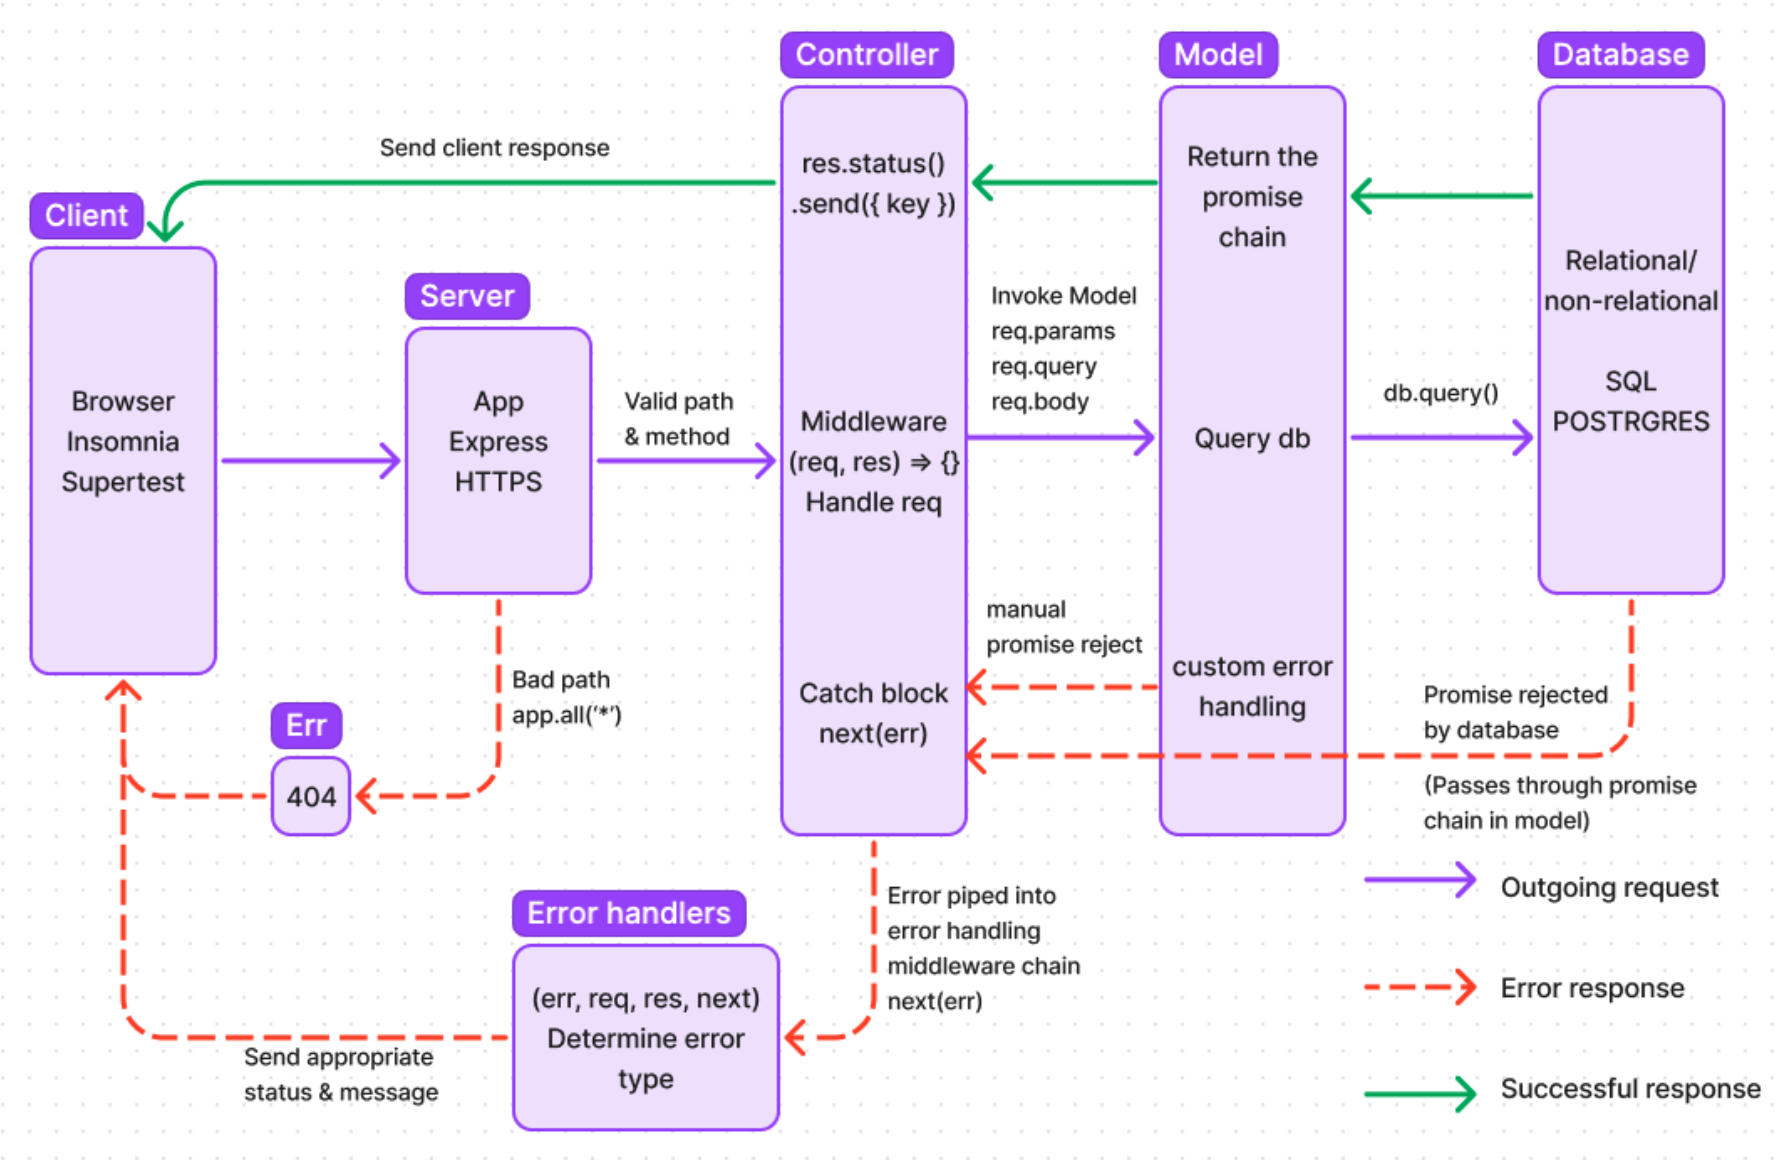 Controller
Model
Database
Send client response
res.status()
.send({ key })
Return the
promise
chain
Client
Server
Relational/
non-relational
SQL
POSTRGRES
Invoke Model
req.params
req.query
req.body
Browser
Insomnia
Supertest
App
Express
HTTPS
Valid path
& method
Middleware
(req, res) => {}
Handle req
Query db
db.query()
manual
promise reject
Catch block
next(err)
custom error
handling
Promise rejected
by database
(Passes through promise
chain in model)
Bad path
app.all(‘*’)
Err
404
Error handlers
(err, req, res, next)
Determine error
type
Error piped into
error handling
middleware chain
next(err)
Send appropriate
status & message
Outgoing request
Error response
Successful response